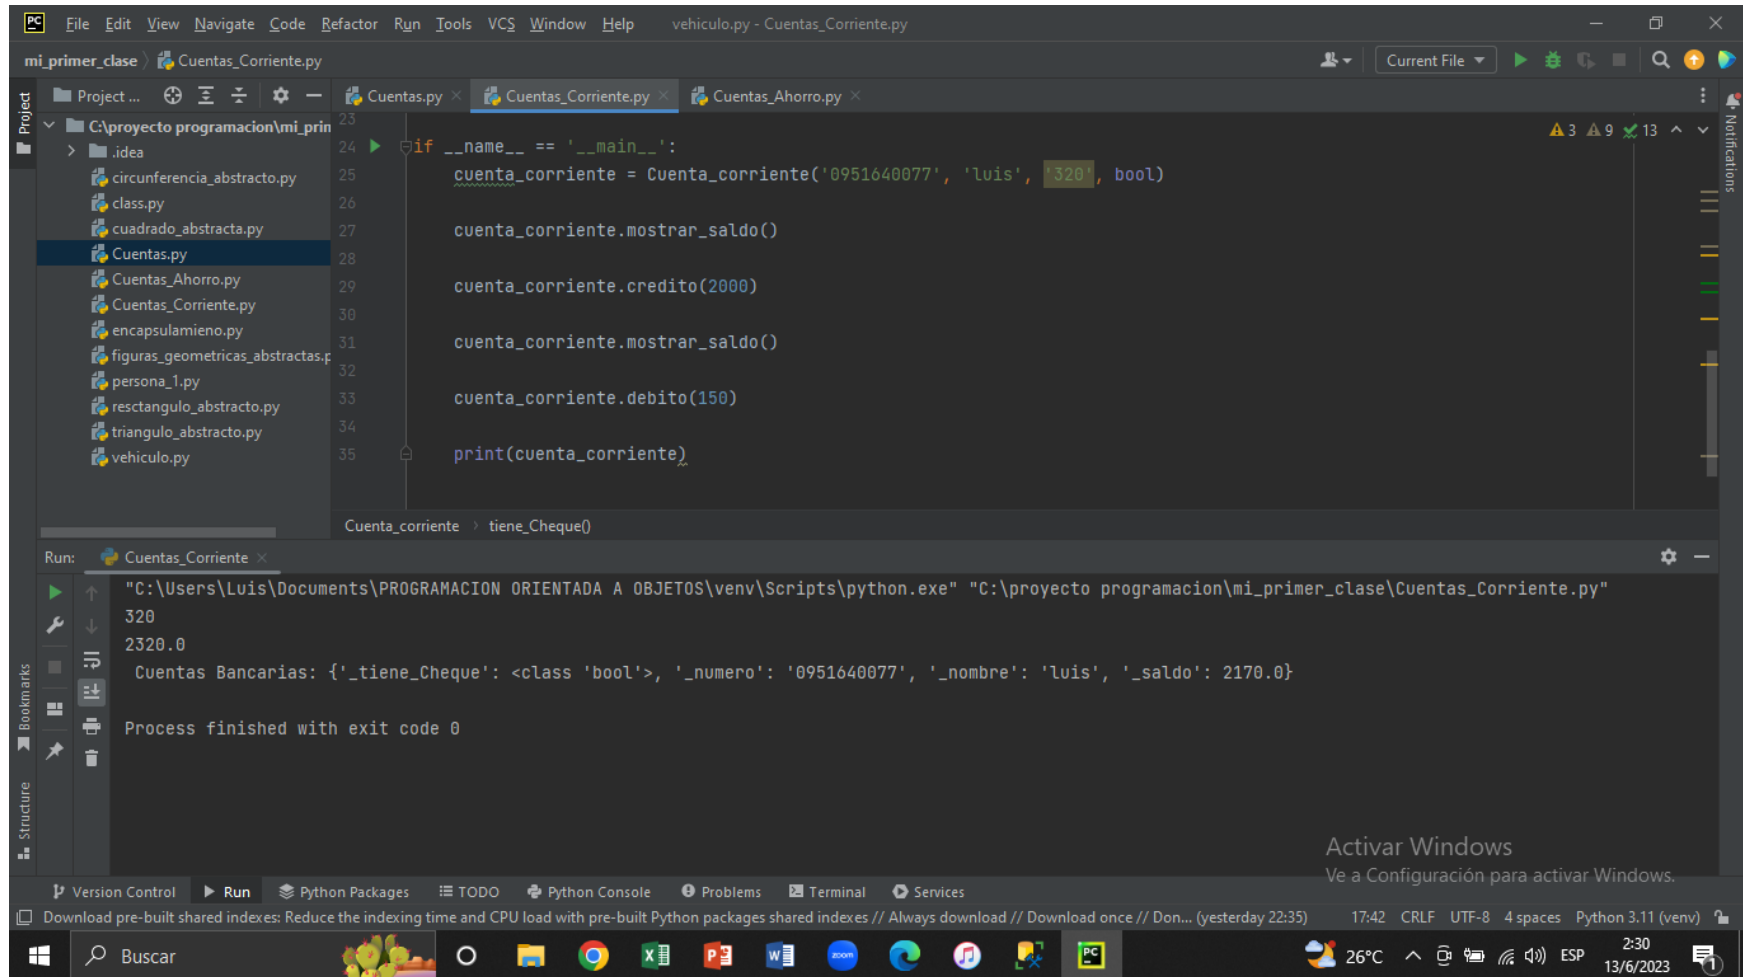 PC File Edit View Navigate Code Refactor Run Tools VCS Window Help vehiculo.py - Cuentas_Corriente.py
mi_primer_clase Cuentas_Corriente.py Current File
Project ... Cuentas.py Cuentas_Corriente.py Cuentas_Ahorro.py
Project
Notifications
C:\proyecto programacion\mi_prin
.idea
circunferencia_abstracto.py
class.py
cuadrado_abstracta.py
Cuentas.py
Cuentas_Ahorro.py
Cuentas_Corriente.py
encapsulamieno.py
figuras_geometricas_abstractas.p
persona_1.py
resctangulo_abstracto.py
triangulo_abstracto.py
vehiculo.py
3 9 13
23
24 if __name__ == '__main__':
25 cuenta_corriente = Cuenta_corriente('0951640077', 'luis', '320', bool)
26
27 cuenta_corriente.mostrar_saldo()
28
29 cuenta_corriente.credito(2000)
30
31 cuenta_corriente.mostrar_saldo()
32
33 cuenta_corriente.debito(150)
34
35 print(cuenta_corriente)
Cuenta_corriente tiene_Cheque()
Run: Cuentas_Corriente
"C:\Users\Luis\Documents\PROGRAMACION ORIENTADA A OBJETOS\venv\Scripts\python.exe" "C:\proyecto programacion\mi_primer_clase\Cuentas_Corriente.py"
320
2320.0
Cuentas Bancarias: {'_tiene_Cheque': <class 'bool'>, '_numero': '0951640077', '_nombre': 'luis', '_saldo': 2170.0}
Process finished with exit code 0
Bookmarks
Structure
Activar Windows
Ve a Configuración para activar Windows.
Version Control Run Python Packages TODO Python Console Problems Terminal Services
Download pre-built shared indexes: Reduce the indexing time and CPU load with pre-built Python packages shared indexes // Always download // Download once // Don... (yesterday 22:35) 17:42 CRLF UTF-8 4 spaces Python 3.11 (venv)
Buscar zoom PC 26°C ESP 2:30
13/6/2023 1